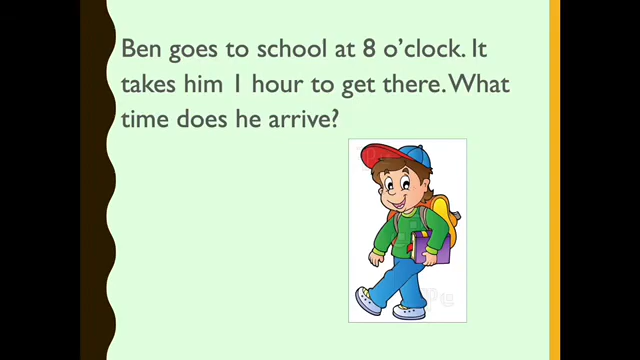 Ben goes to school at 8 o’clock. It
takes him 1 hour to get there. What
time does he arrive?